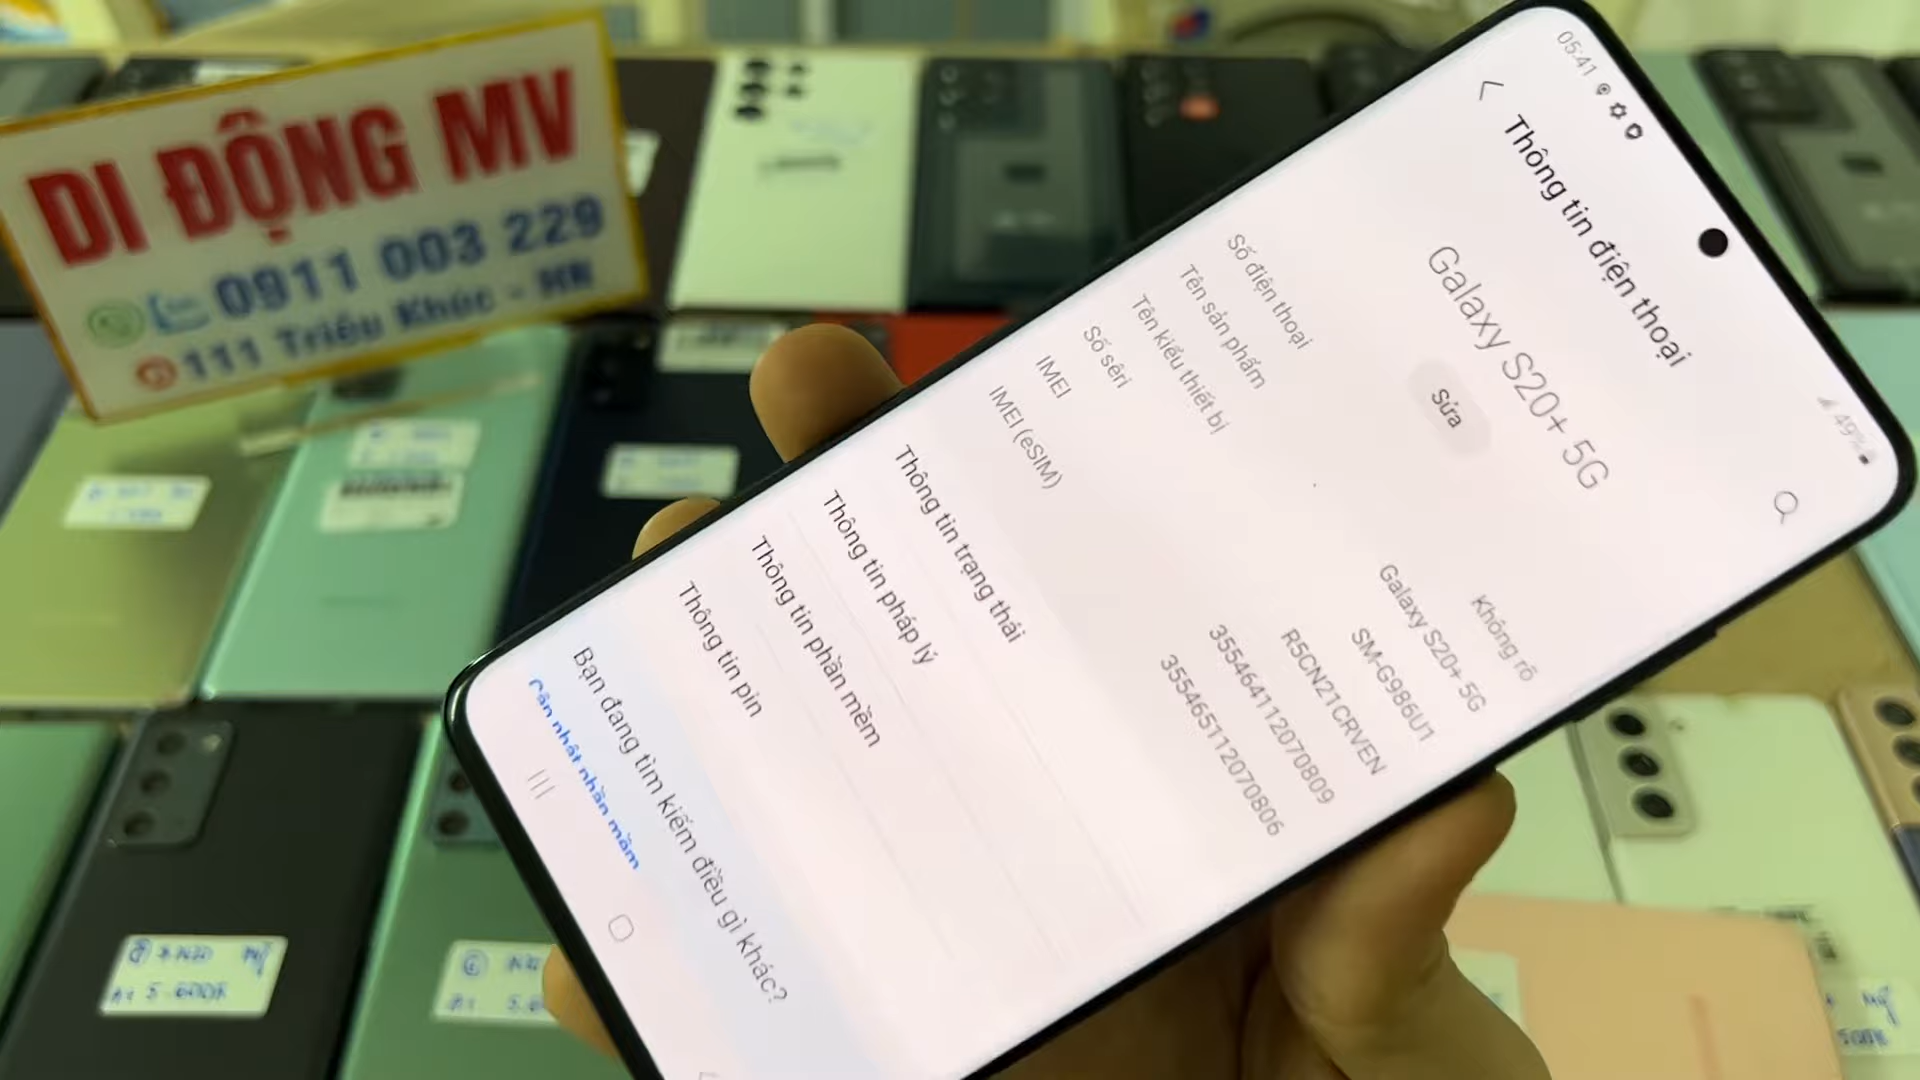 DI ĐỘNG MV
0911 003 229
111 Triều Khúc - HN
05:41
49%
Thông tin điện thoại
Galaxy S20+ 5G
Sửa
Số điện thoại Không rõ
Tên sản phẩm Galaxy S20+ 5G
Tên kiểu thiết bị SM-G986U1
Số sêri R5CN21CRVEN
IMEI 355464112070809
IMEI (eSIM) 355465112070806
Thông tin trạng thái
Thông tin pháp lý
Thông tin phần mềm
Thông tin pin
Bạn đang tìm kiếm điều gì khác?
Cập nhật phần mềm